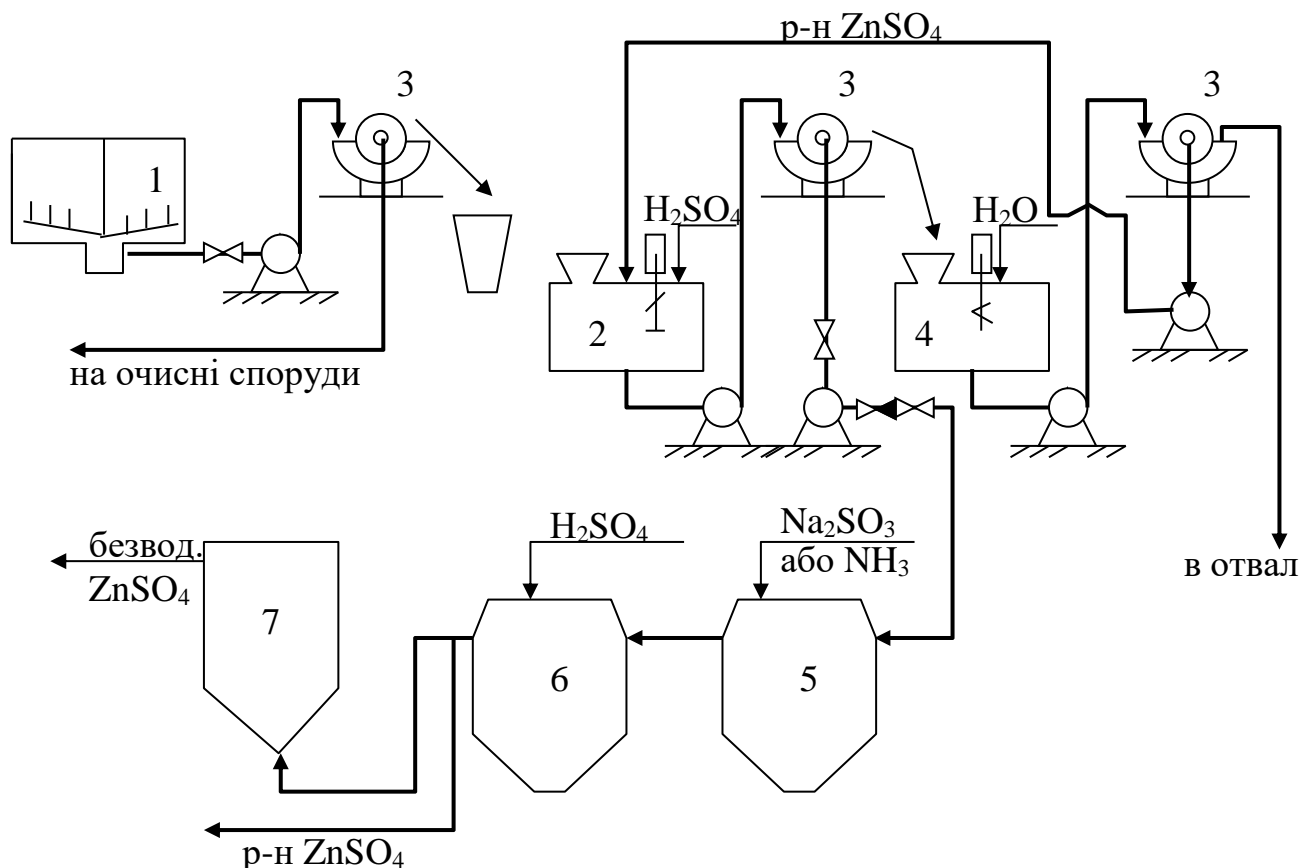 р-н ZnSO₄
3
3
3
1
H₂SO₄
H₂O
2
4
на очисні споруди
безвод.
ZnSO₄
H₂SO₄
Na₂SO₃
або NH₃
в отвал
7
6
5
р-н ZnSO₄